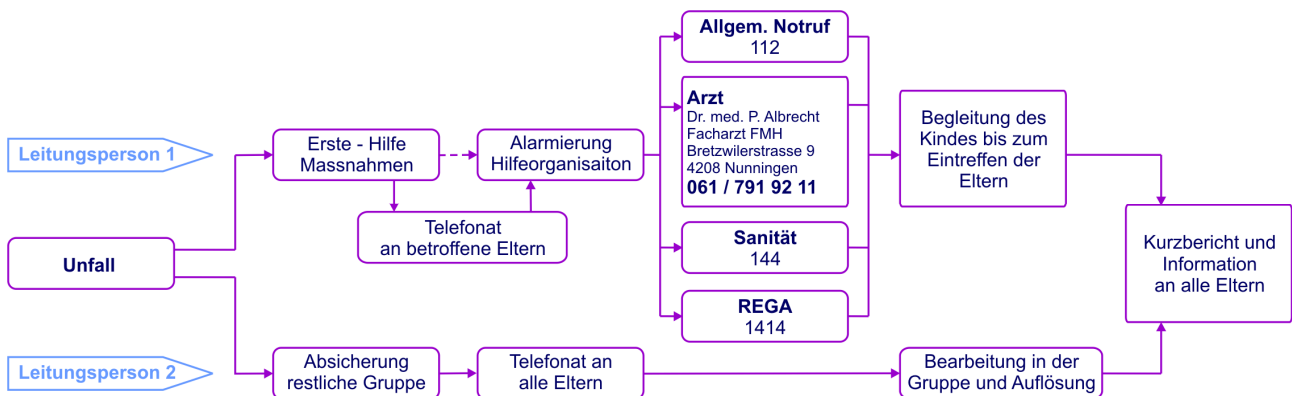 Leitungsperson 1
Unfall
Leitungsperson 2
Erste - Hilfe
Massnahmen
Telefonat
an betroffene Eltern
Alarmierung
Hilfeorganisaiton
Allgem. Notruf
112
Arzt
Dr. med. P. Albrecht
Facharzt FMH
Bretzwilerstrasse 9
4208 Nunningen
061 / 791 92 11
Sanität
144
REGA
1414
Begleitung des
Kindes bis zum
Eintreffen der
Eltern
Absicherung
restliche Gruppe
Telefonat an
alle Eltern
Bearbeitung in der
Gruppe und Auflösung
Kurzbericht und
Information
an alle Eltern